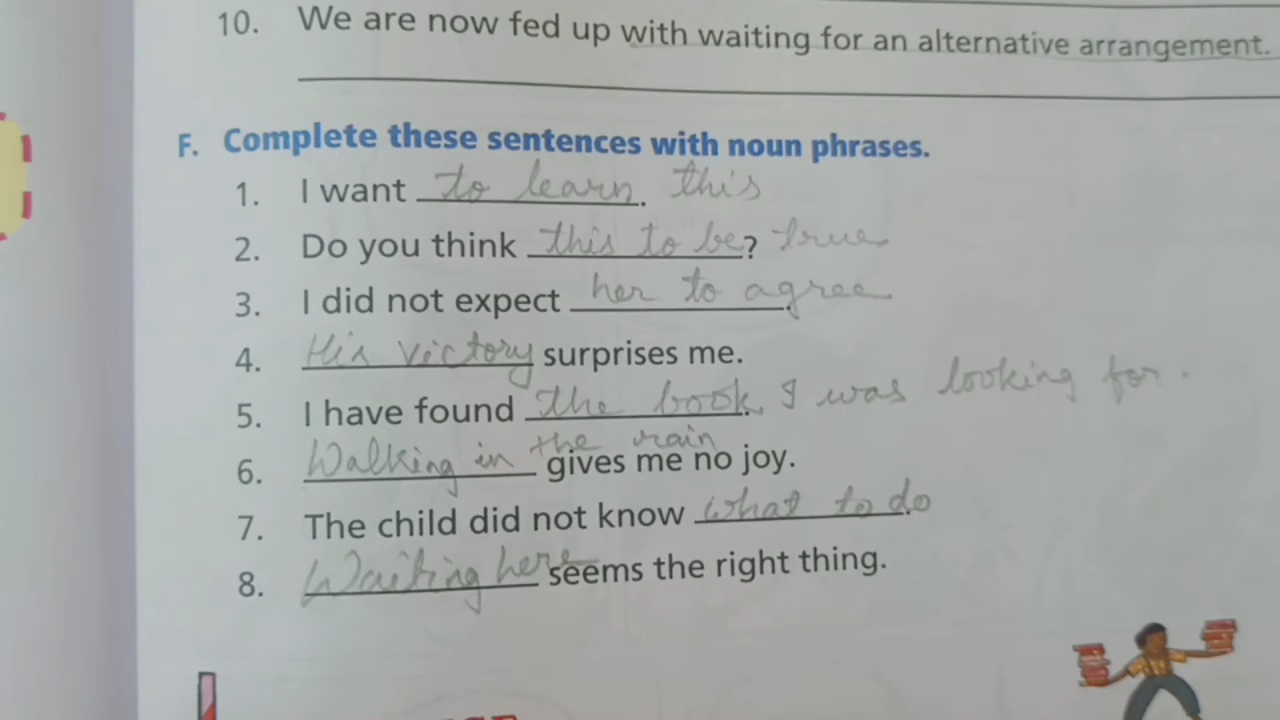 10. We are now fed up with waiting for an alternative arrangement.
F. Complete these sentences with noun phrases.
1. I want to learn. this
2. Do you think this to be? true
3. I did not expect her to agree.
4. His victory surprises me.
5. I have found the book. I was looking for.
6. Walking in the rain gives me no joy.
7. The child did not know what to do.
8. Waiting here seems the right thing.